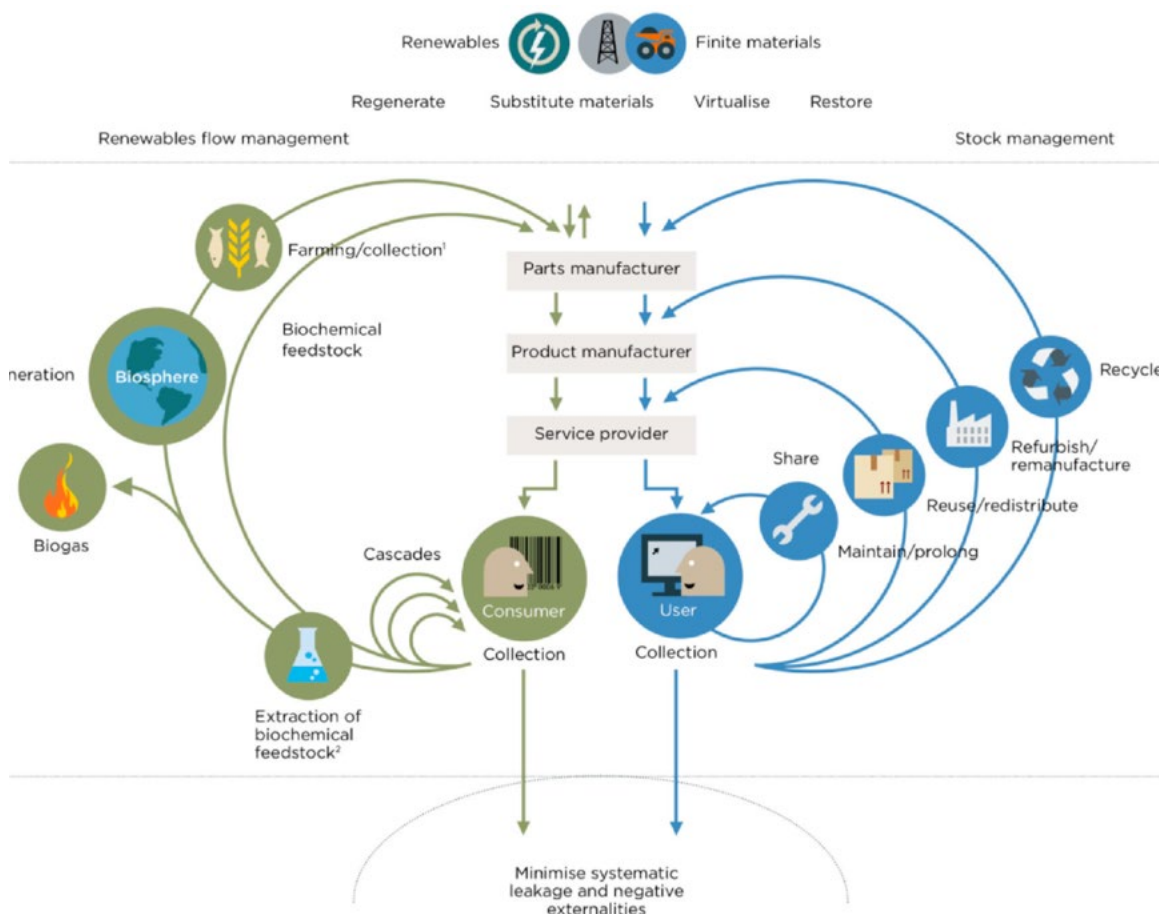 Renewables
Finite materials
Regenerate
Substitute materials
Virtualise
Restore
Renewables flow management
Stock management
Farming/collection¹
Parts manufacturer
Biochemical
feedstock
Product manufacturer
neration
Biosphere
Recycle
Service provider
Share
Refurbish/
remanufacture
Reuse/redistribute
Biogas
Cascades
Maintain/prolong
Consumer
User
Collection
Collection
Extraction of
biochemical
feedstock²
Minimise systematic
leakage and negative
externalities